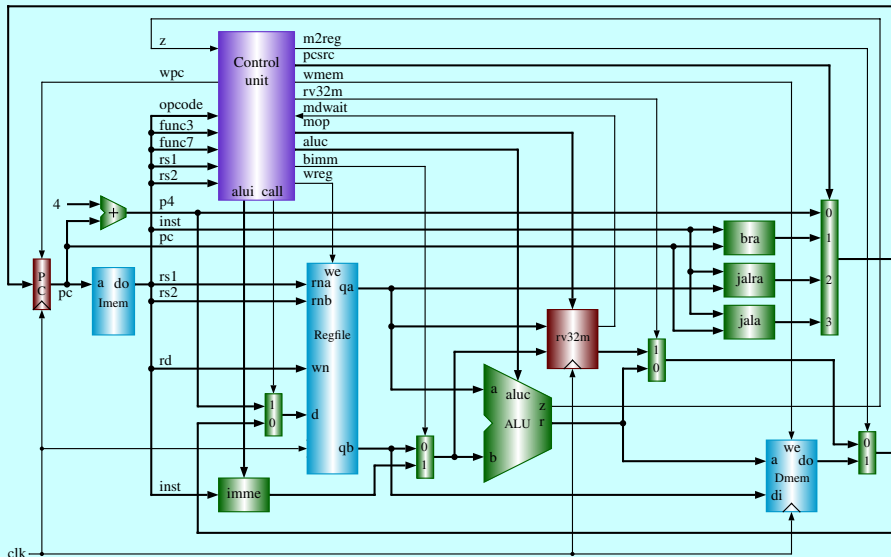 z
m2reg
pcsrc
Control
unit
wpc
wmem
rv32m
opcode
mdwait
func3
mop
func7
aluc
rs1
bimm
rs2
wreg
alui
call
4
+
p4
0
inst
pc
bra
1
we
P
C
pc
a
do
Imem
rs1
rna
qa
jalra
2
rs2
rnb
Regfile
rv32m
1
0
jala
3
rd
wn
a
aluc
1
0
d
z
r
ALU
qb
0
1
b
we
a
do
Dmem
di
0
1
inst
imme
clk